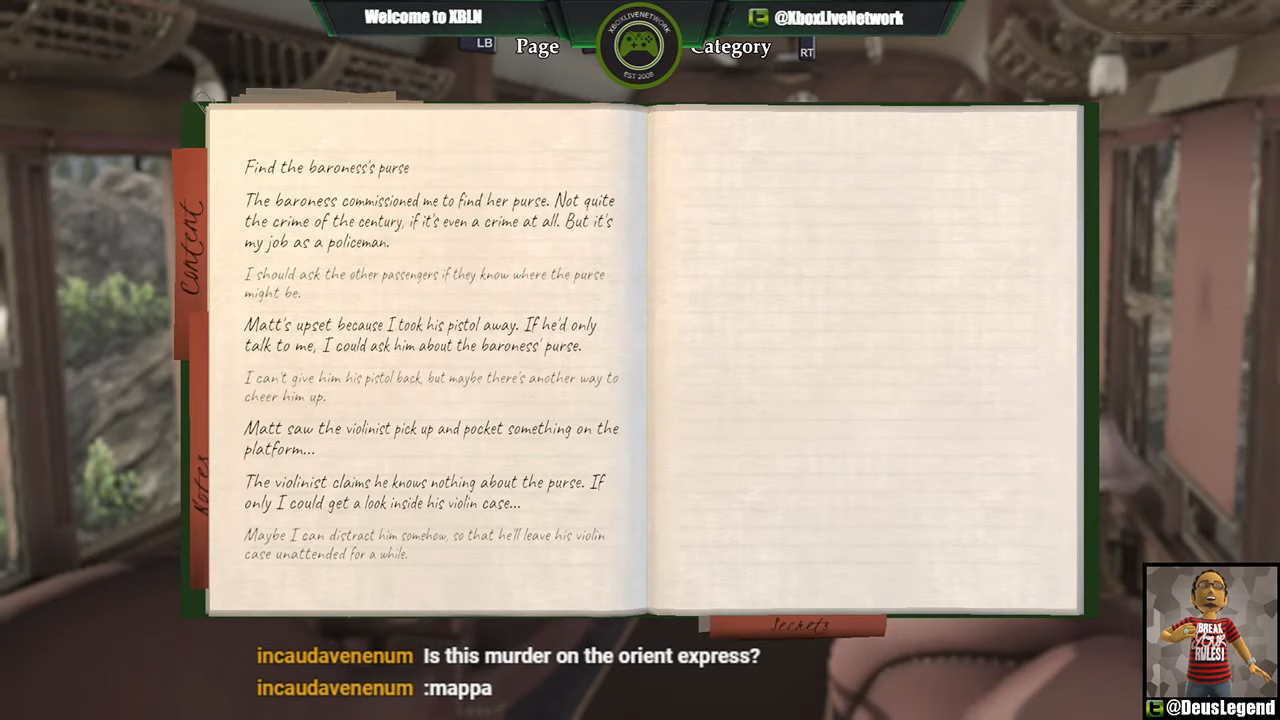 Welcome to XBLN
XBOXLIVENETWORK
EST 2008
@XboxLiveNetwork
LB
Page
Category
RT
Content
Notes
Find the baroness's purse
The baroness commissioned me to find her purse. Not quite
the crime of the century, if it's even a crime at all. But it's
my job as a policeman.
I should ask the other passengers if they know where the purse
might be.
Matt's upset because I took his pistol away. If he'd only
talk to me, I could ask him about the baroness' purse.
I can't give him his pistol back, but maybe there's another way to
cheer him up.
Matt saw the violinist pick up and pocket something on the
platform...
The violinist claims he knows nothing about the purse. If
only I could get a look inside his violin case...
Maybe I can distract him somehow, so that he'll leave his violin
case unattended for a while.
Secrets
incaudavenenum Is this murder on the orient express?
incaudavenenum :mappa
BREAK
RULES!
@DeusLegend